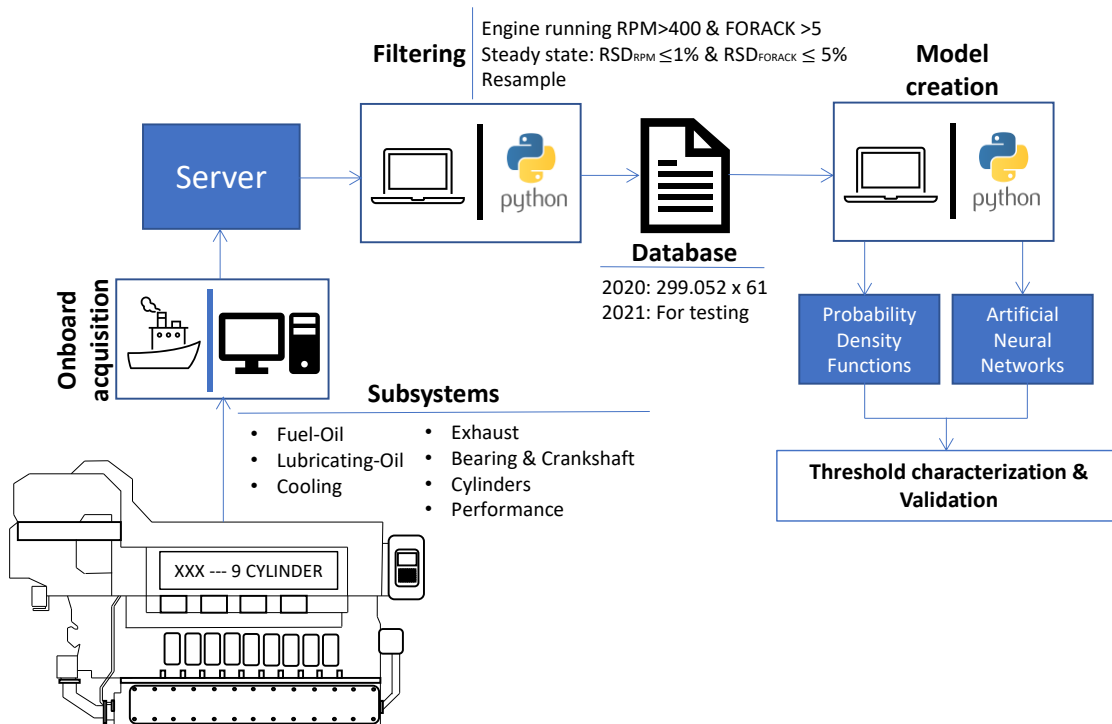 Engine running RPM>400 & FORACK >5
Filtering
Steady state: RSDRPM ≤1% & RSDFORACK ≤ 5%
Resample
Model
creation
Server
python
python
Database
2020: 299.052 x 61
2021: For testing
Onboard
acquisition
Probability
Density
Functions
Artificial
Neural
Networks
Subsystems
• Fuel-Oil
• Lubricating-Oil
• Cooling
• Exhaust
• Bearing & Crankshaft
• Cylinders
• Performance
Threshold characterization &
Validation
XXX --- 9 CYLINDER